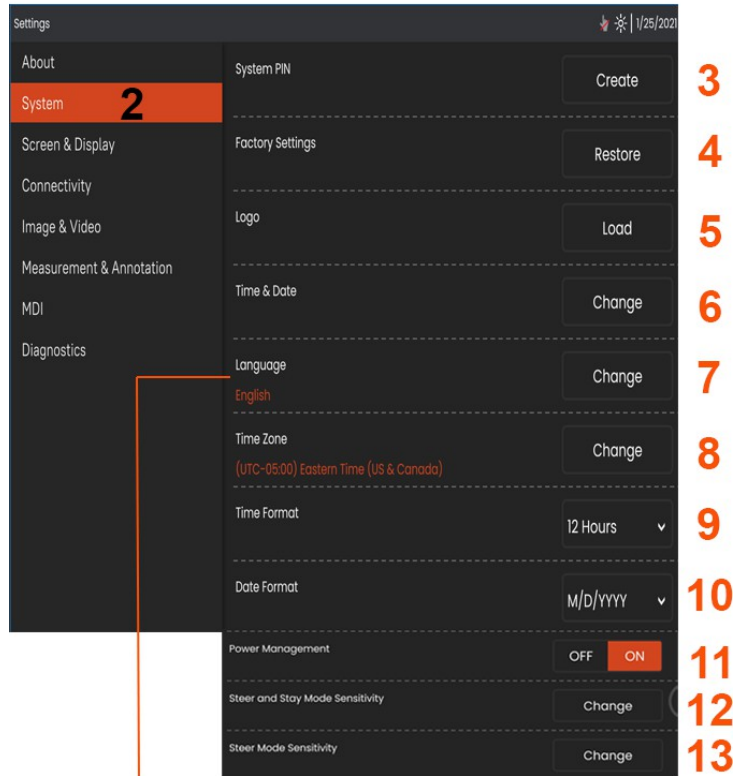 Settings
1/25/2021
About
System
2
Screen & Display
Connectivity
Image & Video
Measurement & Annotation
MDI
Diagnostics
System PIN
Create
3
Factory Settings
Restore
4
Logo
Load
5
Time & Date
Change
6
Language
English
Change
7
Time Zone
(UTC-05:00) Eastern Time (US & Canada)
Change
8
Time Format
12 Hours
9
Date Format
M/D/YYYY
10
Power Management
OFF ON
11
Steer and Stay Mode Sensitivity
Change
12
Steer Mode Sensitivity
Change
13